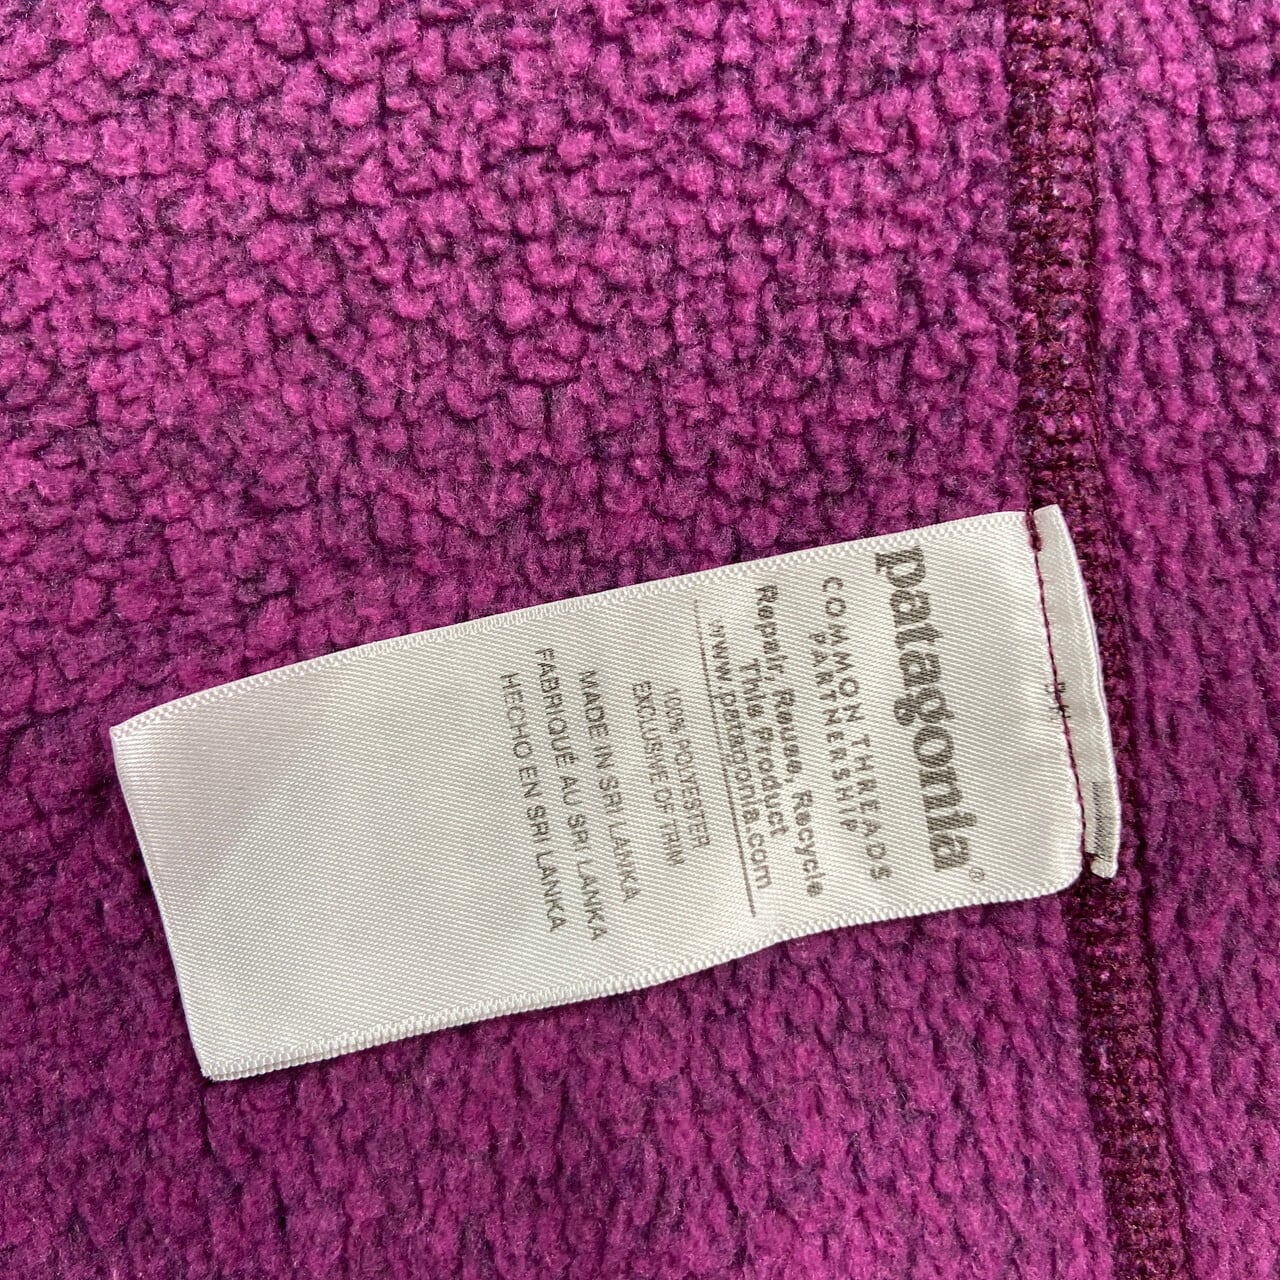 patagonia®
COMMON THREADS
PARTNERSHIP
Repair, Reuse, Recycle
This Product
www.patagonia.com
100% POLYESTER
EXCLUSIVE OF TRIM
MADE IN SRI LANKA
FABRIQUÉ AU SRI LANKA
HECHO EN SRI LANKA